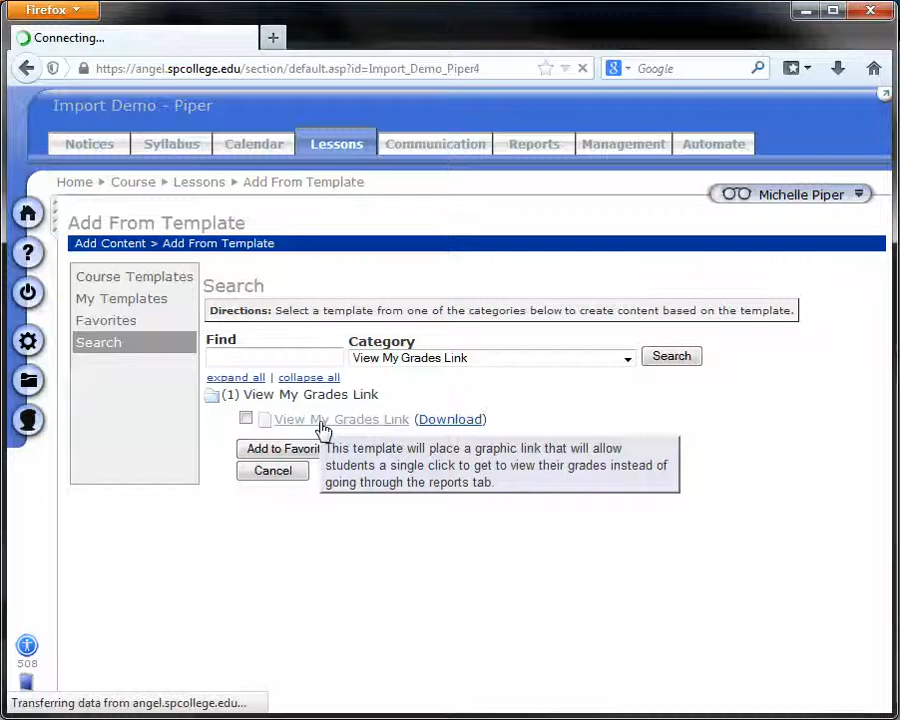 Firefox
Connecting...
https://angel.spcollege.edu/section/default.asp?id=Import_Demo_Piper4
Google
Import Demo - Piper
Notices
Syllabus
Calendar
Lessons
Communication
Reports
Management
Automate
Home
Course
Lessons
Add From Template
Michelle Piper
Add From Template
Add Content > Add From Template
Course Templates
My Templates
Favorites
Search
Search
Directions: Select a template from one of the categories below to create content based on the template.
Find
Category
View My Grades Link
Search
expand all | collapse all
(1) View My Grades Link
View My Grades Link (Download)
Add to Favori
Cancel
This template will place a graphic link that will allow
students a single click to get to view their grades instead of
going through the reports tab.
508
Transferring data from angel.spcollege.edu...